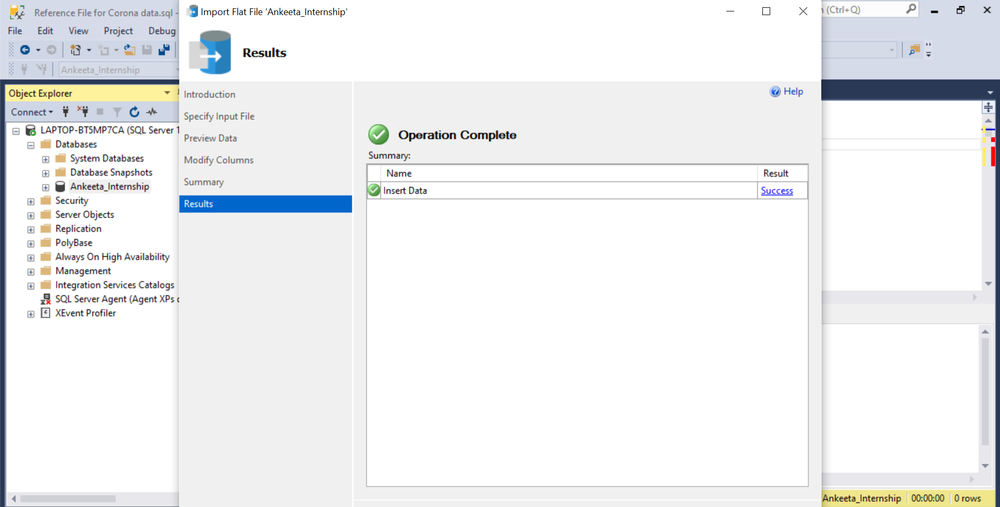 Reference File for Corona data.sql -
Import Flat File 'Ankeeta_Internship'
(Ctrl+Q)
File Edit View Project Debug
Results
Ankeeta_Internship
Object Explorer
Connect
LAPTOP-BT5MP7CA (SQL Server 1
Databases
System Databases
Database Snapshots
Ankeeta_Internship
Security
Server Objects
Replication
PolyBase
Always On High Availability
Management
Integration Services Catalogs
SQL Server Agent (Agent XPs
XEvent Profiler
Introduction
Specify Input File
Preview Data
Modify Columns
Summary
Results
Help
Operation Complete
Summary:
Name Result
Insert Data Success
Ankeeta_Internship 00:00:00 0 rows